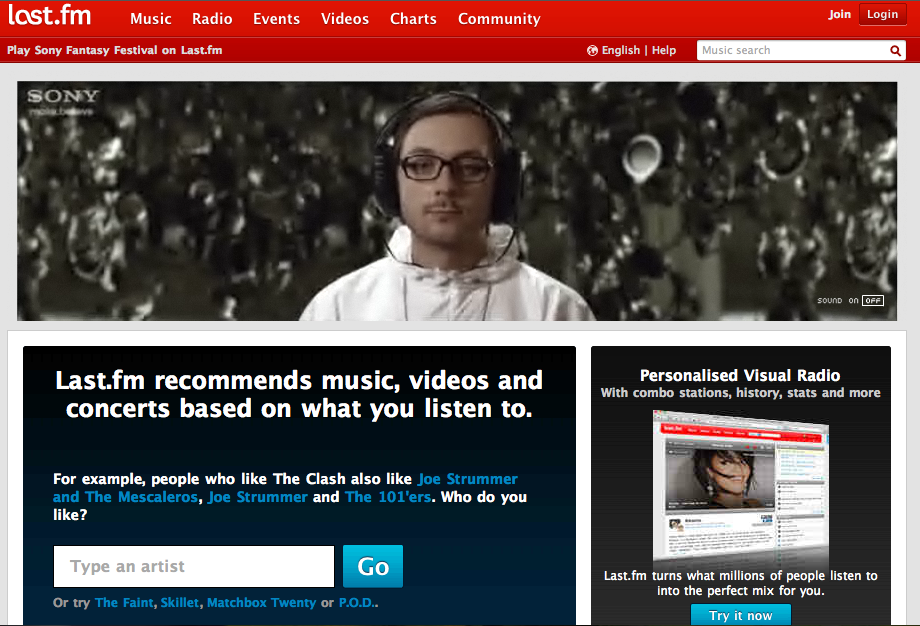 last.fm Music Radio Events Videos Charts Community Join Login
Play Sony Fantasy Festival on Last.fm English | Help Music search
SONY
make.believe
SOUND ON OFF
Last.fm recommends music, videos and
concerts based on what you listen to.
For example, people who like The Clash also like Joe Strummer
and The Mescaleros, Joe Strummer and The 101'ers. Who do you
like?
Type an artist Go
Or try The Faint, Skillet, Matchbox Twenty or P.O.D..
Personalised Visual Radio
With combo stations, history, stats and more
last.fm
Last.fm turns what millions of people listen to
into the perfect mix for you.
Try it now